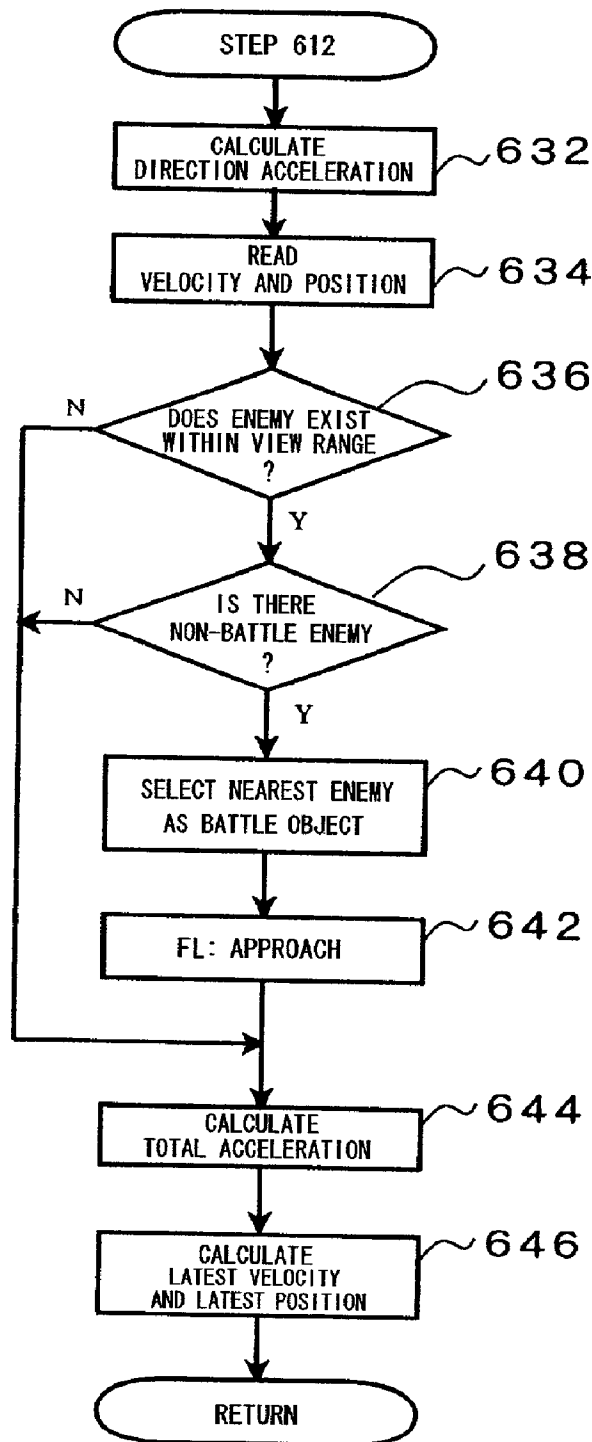 STEP 612
CALCULATE
DIRECTION ACCELERATION
632
READ
VELOCITY AND POSITION
634
636
N
DOES ENEMY EXIST
WITHIN VIEW RANGE
?
Y
638
N
IS THERE
NON-BATTLE ENEMY
?
Y
640
SELECT NEAREST ENEMY
AS BATTLE OBJECT
642
FL: APPROACH
CALCULATE
TOTAL ACCELERATION
644
CALCULATE
LATEST VELOCITY
AND LATEST POSITION
646
RETURN